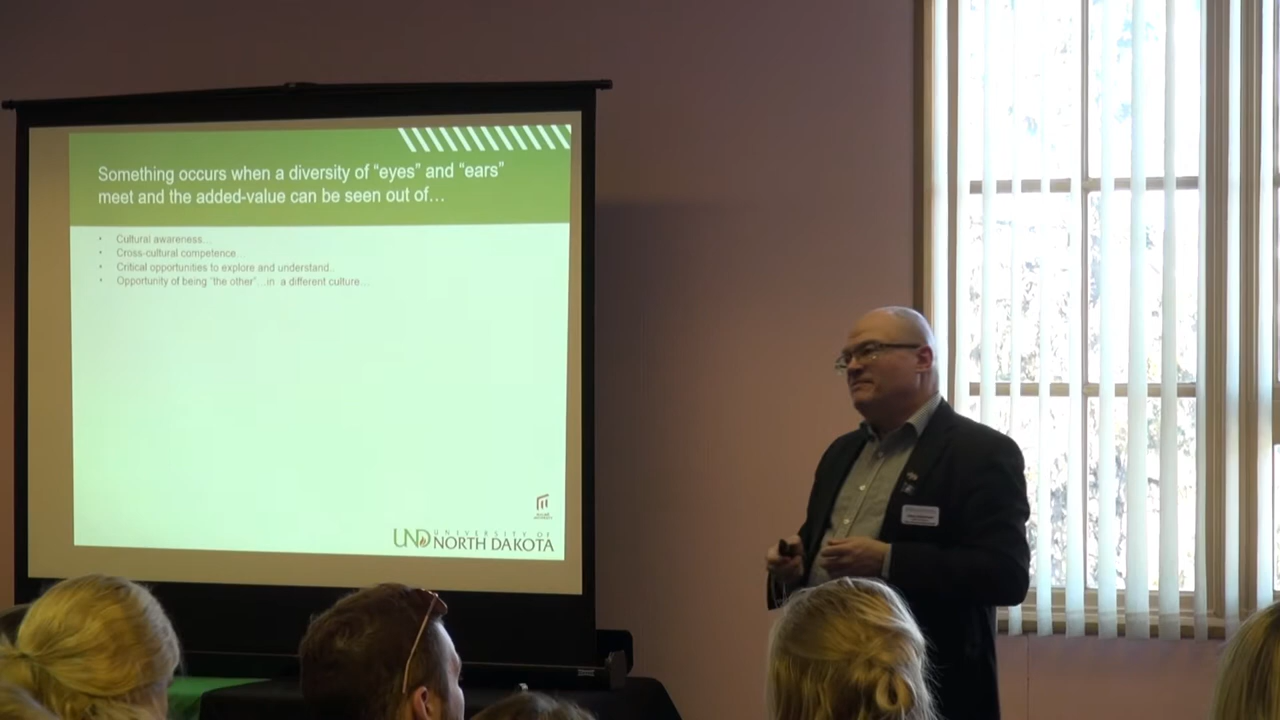 Something occurs when a diversity of “eyes” and “ears”
meet and the added-value can be seen out of…
• Cultural awareness…
• Cross-cultural competence…
• Critical opportunities to explore and understand..
• Opportunity of being “the other”…in a different culture…
UND UNIVERSITY OF
NORTH DAKOTA